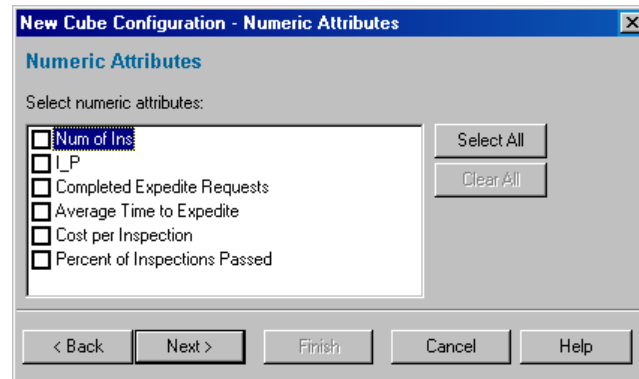 New Cube Configuration - Numeric Attributes
Numeric Attributes
Select numeric attributes:
Num of Ins
I_P
Completed Expedite Requests
Average Time to Expedite
Cost per Inspection
Percent of Inspections Passed
Select All
Clear All
< Back Next > Finish Cancel Help